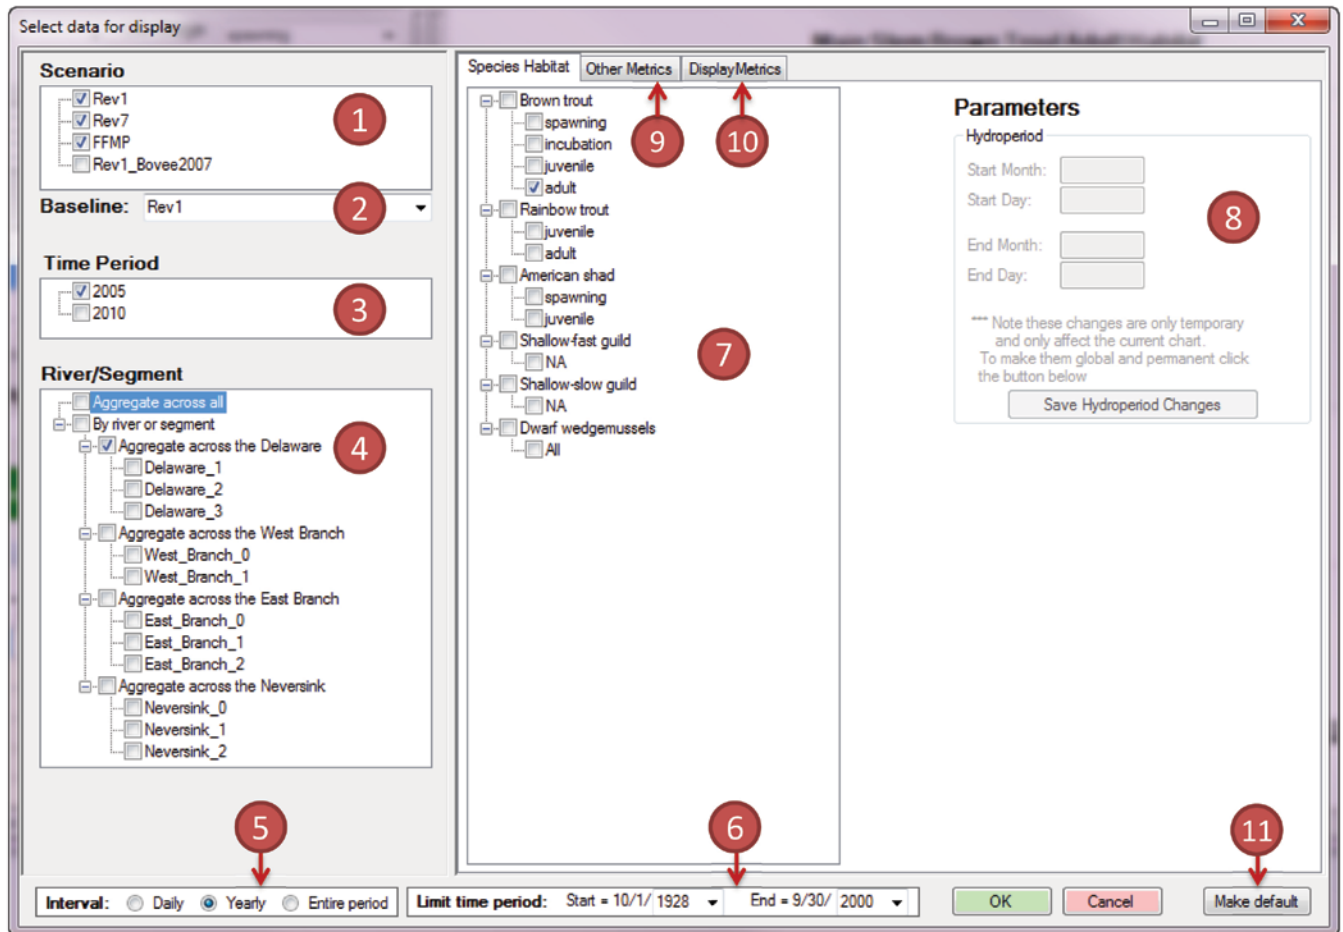 Select data for display
Scenario
Rev1
Rev7
FFMP
Rev1_Bovee2007
1
Baseline: Rev1
2
Time Period
2005
2010
3
River/Segment
Aggregate across all
By river or segment
Aggregate across the Delaware
4
Delaware_1
Delaware_2
Delaware_3
Aggregate across the West Branch
West_Branch_0
West_Branch_1
Aggregate across the East Branch
East_Branch_0
East_Branch_1
East_Branch_2
Aggregate across the Neversink
Neversink_0
Neversink_1
Neversink_2
Species Habitat Other Metrics DisplayMetrics
9 10
Brown trout
spawning
incubation
juvenile
adult
Rainbow trout
juvenile
adult
American shad
spawning
juvenile
Shallow-fast guild
NA
Shallow-slow guild
NA
Dwarf wedgemussels
All
7
Parameters
Hydroperiod
Start Month:
Start Day:
8
End Month:
End Day:
*** Note these changes are only temporary
and only affect the current chart.
To make them global and permanent click
the button below
Save Hydroperiod Changes
5 6 11
Interval: Daily Yearly Entire period Limit time period: Start = 10/1/ 1928 End = 9/30/ 2000 OK Cancel Make default